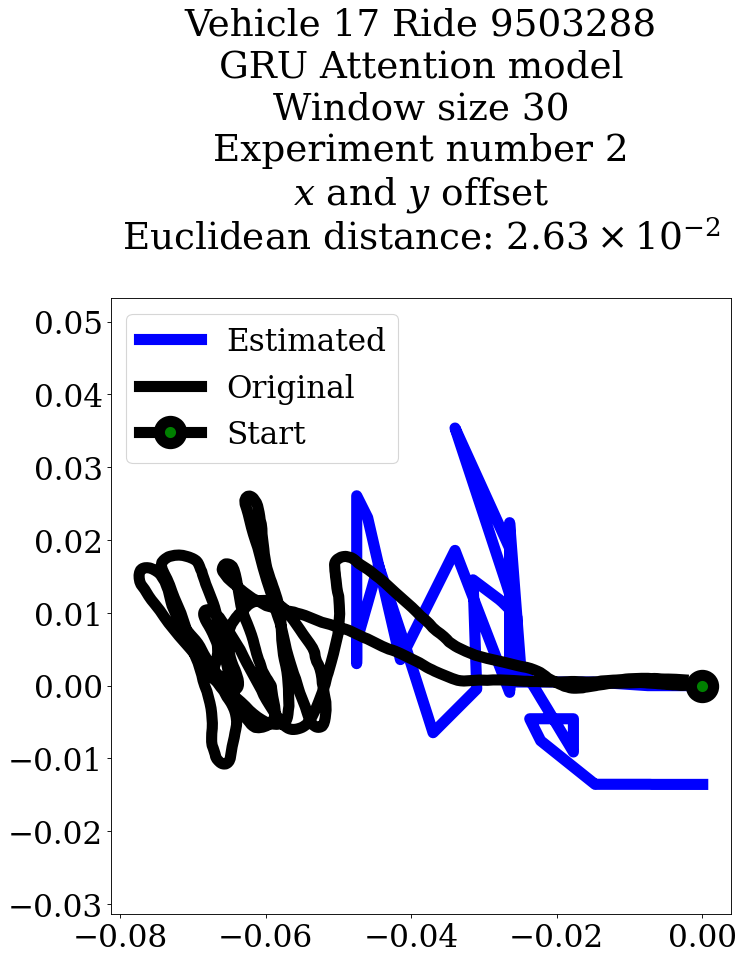 Vehicle 17 Ride 9503288
GRU Attention model
Window size 30
Experiment number 2
x and y offset
Euclidean distance: 2.63 × 10⁻²
0.05
Estimated
0.04
Original
Start
0.03
0.02
0.01
0.00
−0.01
−0.02
−0.03
−0.08 −0.06 −0.04 −0.02 0.00